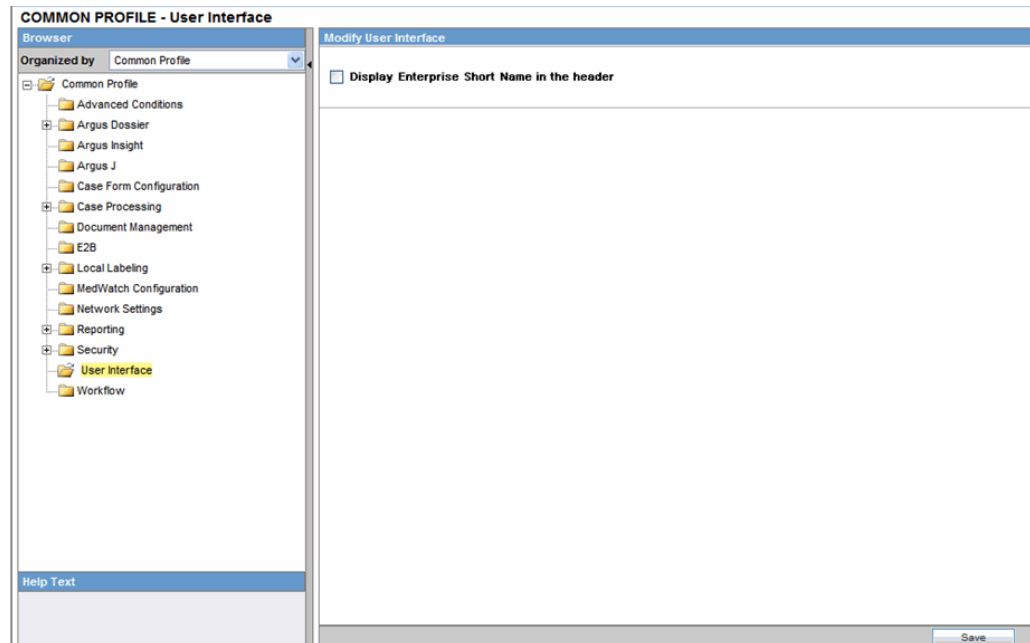 COMMON PROFILE - User Interface
Browser
Organized by Common Profile
Common Profile
Advanced Conditions
Argus Dossier
Argus Insight
Argus J
Case Form Configuration
Case Processing
Document Management
E2B
Local Labeling
MedWatch Configuration
Network Settings
Reporting
Security
User Interface
Workflow
Help Text
Modify User Interface
Display Enterprise Short Name in the header
Save